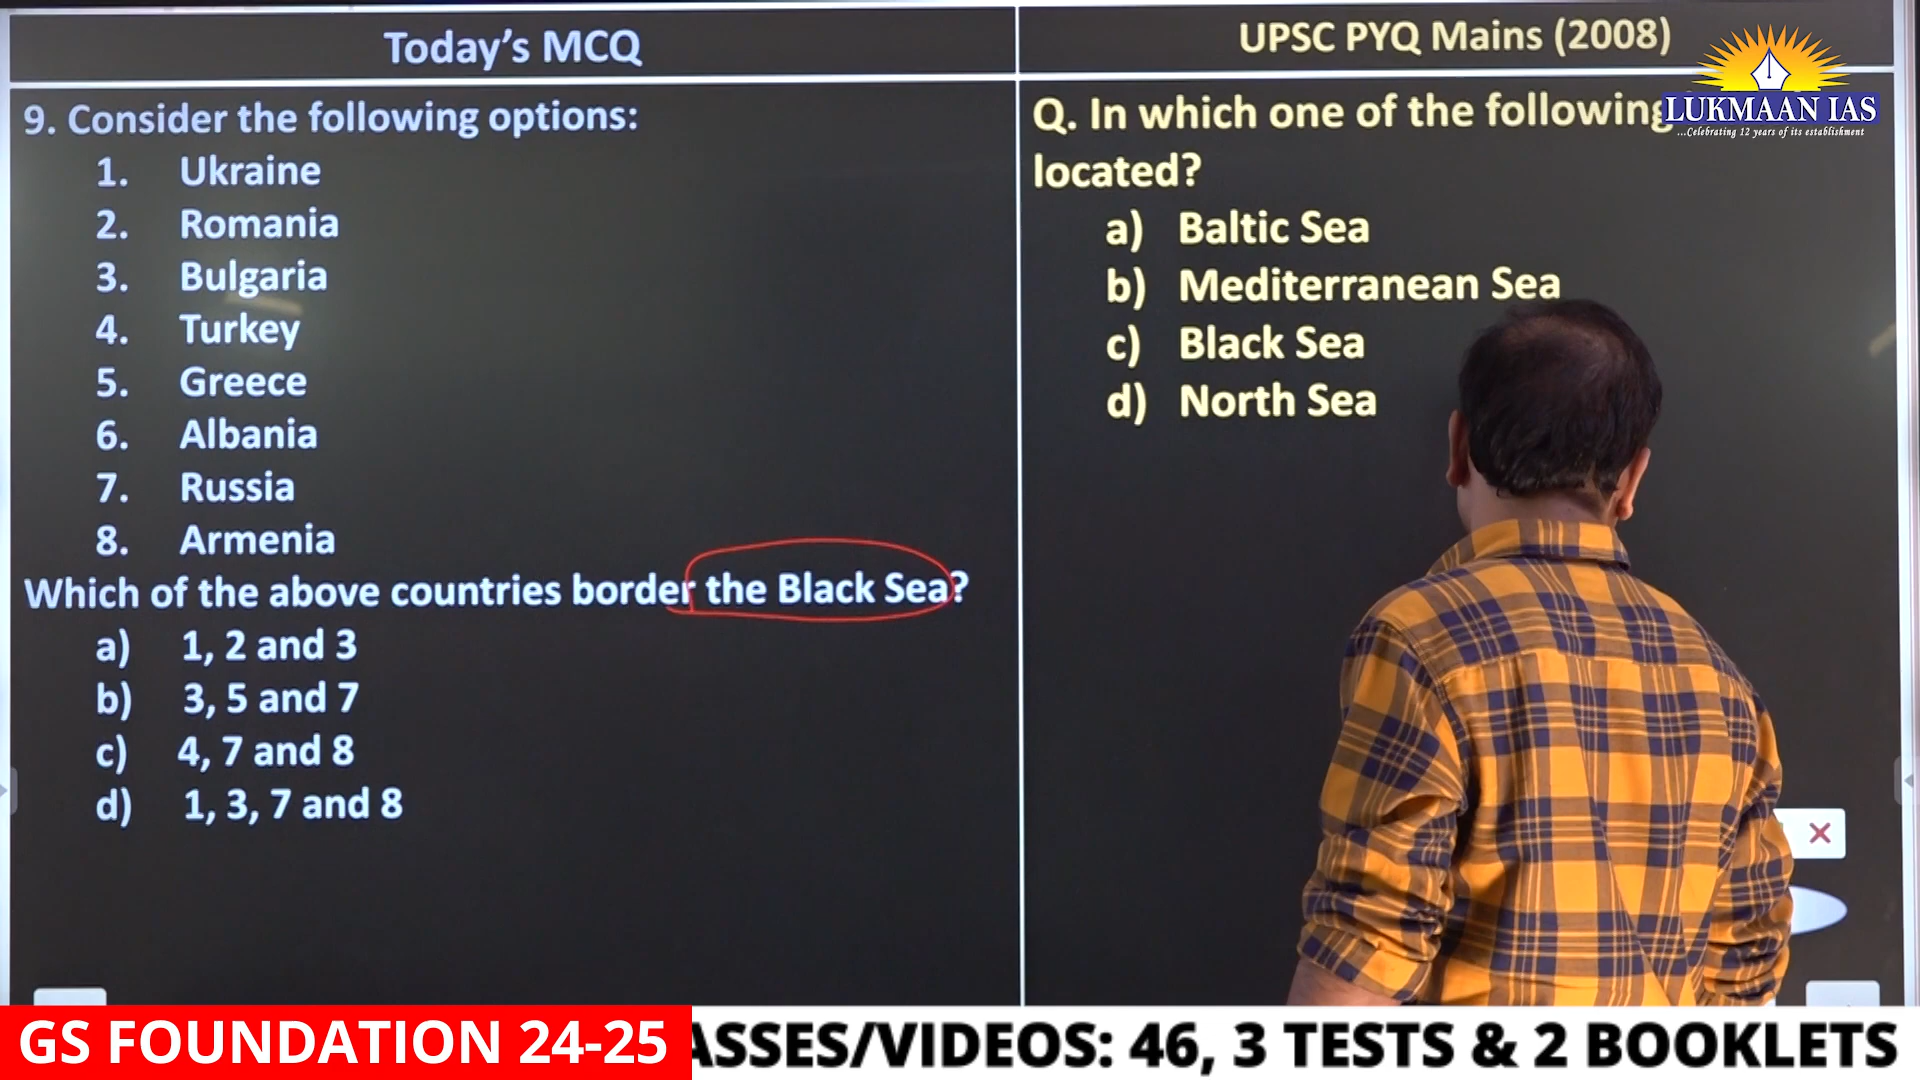 Today's MCQ
9. Consider the following options:
1. Ukraine
2. Romania
3. Bulgaria
4. Turkey
5. Greece
6. Albania
7. Russia
8. Armenia
Which of the above countries border the Black Sea?
a) 1, 2 and 3
b) 3, 5 and 7
c) 4, 7 and 8
d) 1, 3, 7 and 8
UPSC PYQ Mains (2008)
Q. In which one of the following
located?
a) Baltic Sea
b) Mediterranean Sea
c) Black Sea
d) North Sea
LUKMAAN IAS
...Celebrating 12 years of its establishment
GS FOUNDATION 24-25
ASSES/VIDEOS: 46, 3 TESTS & 2 BOOKLETS